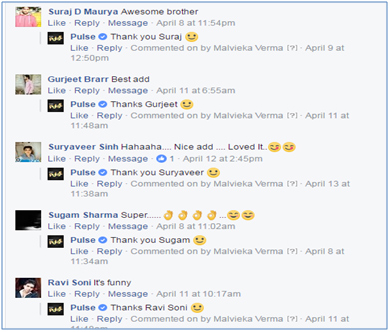 Suraj D Maurya Awesome brother
Like · Reply · Message · April 8 at 11:54pm
Pulse Thank you Suraj 🙂
Like · Reply · Commented on by Malvieka Verma [?] · April 9 at
12:50pm
Gurjeet Brarr Best add
Like · Reply · Message · April 11 at 6:55am
Pulse Thanks Gurjeet 🙂
Like · Reply · Commented on by Malvieka Verma [?] · April 11 at
11:48am
Suryaveer Sinh Hahaaha.... Nice add .... Loved It..😊😊
Like · Reply · Message · 1 · April 12 at 2:45pm
Pulse Thank you Suryaveer 🙂
Like · Reply · Commented on by Malvieka Verma [?] · April 13 at
11:38am
Sugam Sharma Super......👌👌👌👌...😄😄
Like · Reply · Message · April 8 at 11:02am
Pulse Thank you Sugam 🙂
Like · Reply · Commented on by Malvieka Verma [?] · April 8 at
11:34am
Ravi Soni It's funny
Like · Reply · Message · April 11 at 10:17am
Pulse Thanks Ravi Soni 🙂
Like · Reply · Commented on by Malvieka Verma [?] · April 11 at